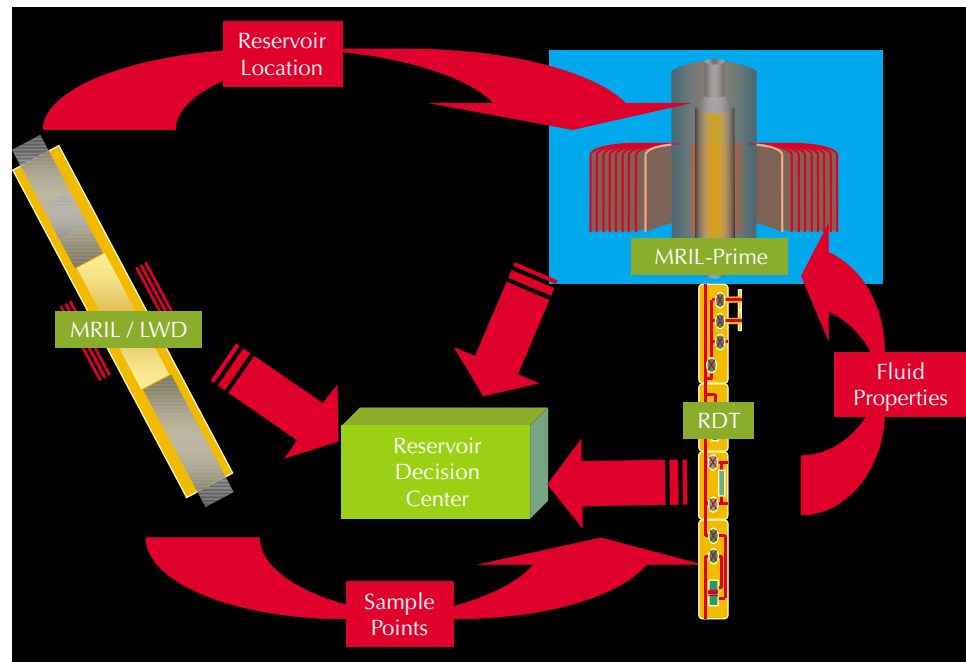 Reservoir
Location
MRIL-Prime
MRIL / LWD
Fluid
Properties
RDT
Reservoir
Decision
Center
Sample
Points